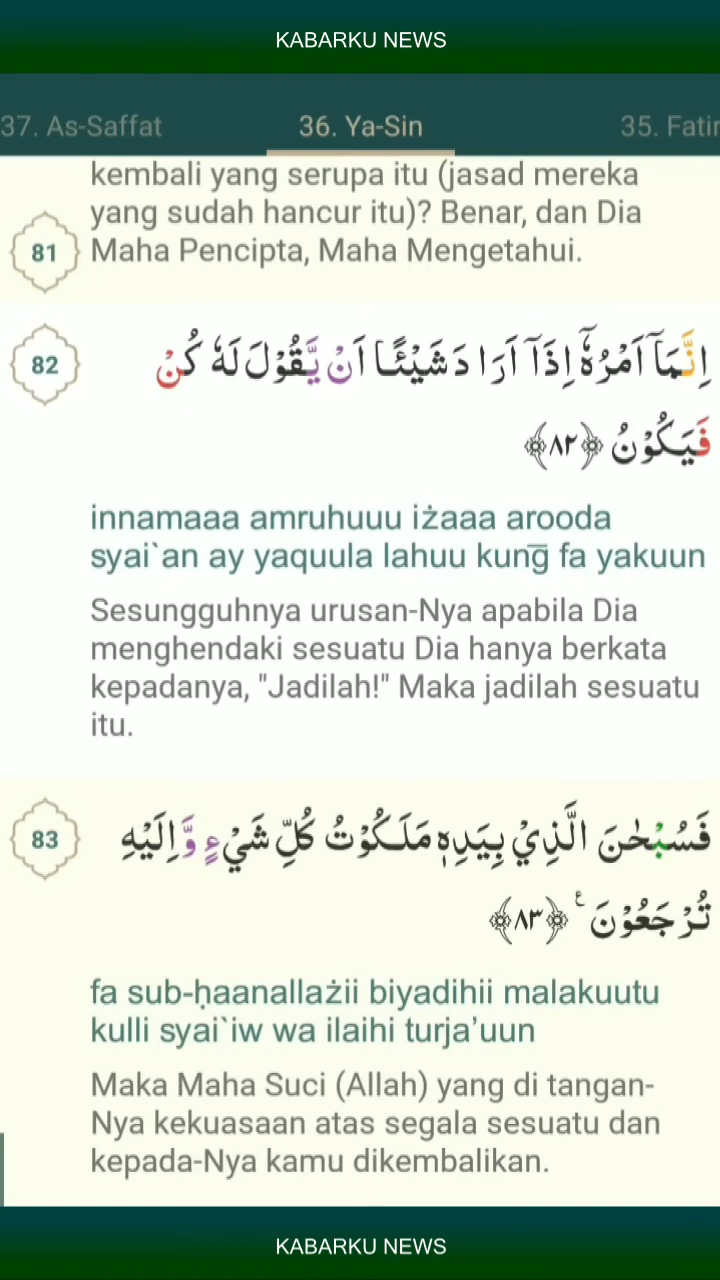 KABARKU NEWS
37. As-Saffat 36. Ya-Sin 35. Fatir
kembali yang serupa itu (jasad mereka
yang sudah hancur itu)? Benar, dan Dia
81 Maha Pencipta, Maha Mengetahui.
82 اِنَّمَآ اَمْرُهٗٓ اِذَآ اَرَادَ شَيْـًٔا اَنْ يَّقُوْلَ لَهٗ كُنْ
فَيَكُوْنُ ﴿٨٢﴾
innamaaa amruhuuu iżaaa arooda
syai`an ay yaquula lahuu kung̅ fa yakuun
Sesungguhnya urusan-Nya apabila Dia
menghendaki sesuatu Dia hanya berkata
kepadanya, "Jadilah!" Maka jadilah sesuatu
itu.
83 فَسُبْحٰنَ الَّذِيْ بِيَدِهٖ مَلَكُوْتُ كُلِّ شَيْءٍ وَّاِلَيْهِ
تُرْجَعُوْنَ ࣖ ﴿٨٣﴾
fa sub-ḥaanallażii biyadihii malakuutu
kulli syai`iw wa ilaihi turja’uun
Maka Maha Suci (Allah) yang di tangan-
Nya kekuasaan atas segala sesuatu dan
kepada-Nya kamu dikembalikan.
KABARKU NEWS